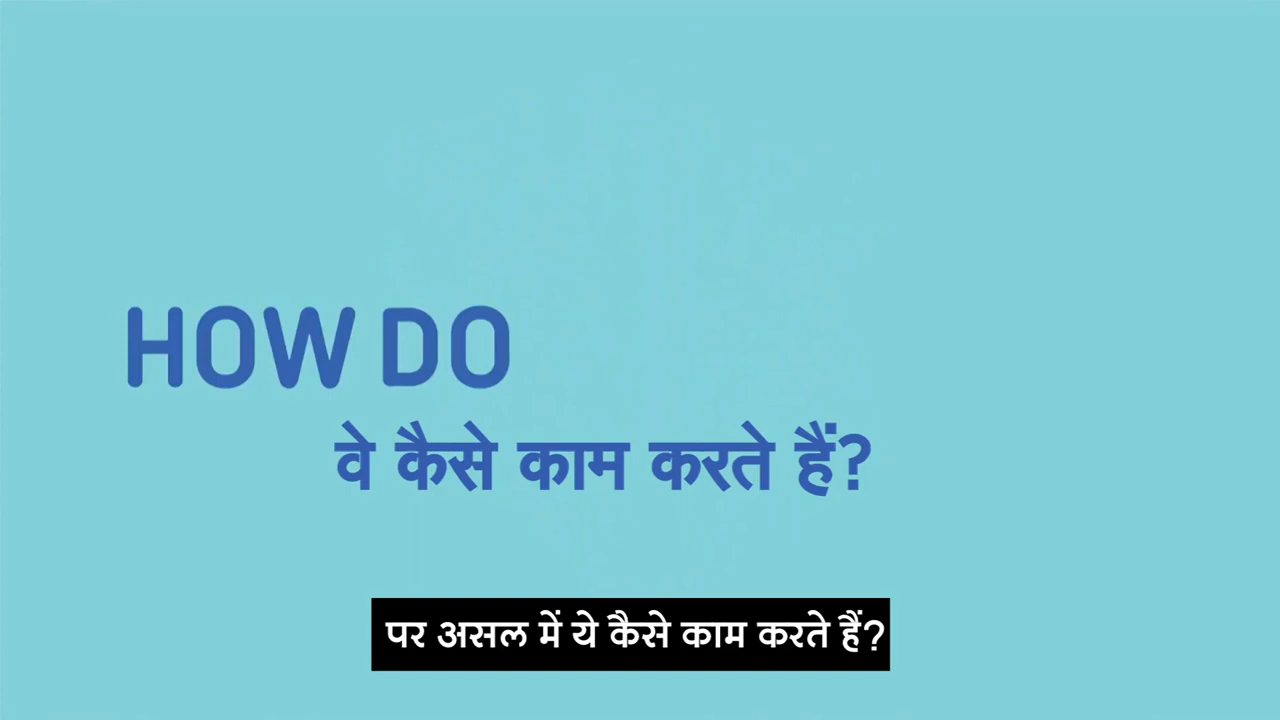 HOW DO
वे कैसे काम करते हैं?
पर असल में ये कैसे काम करते हैं?